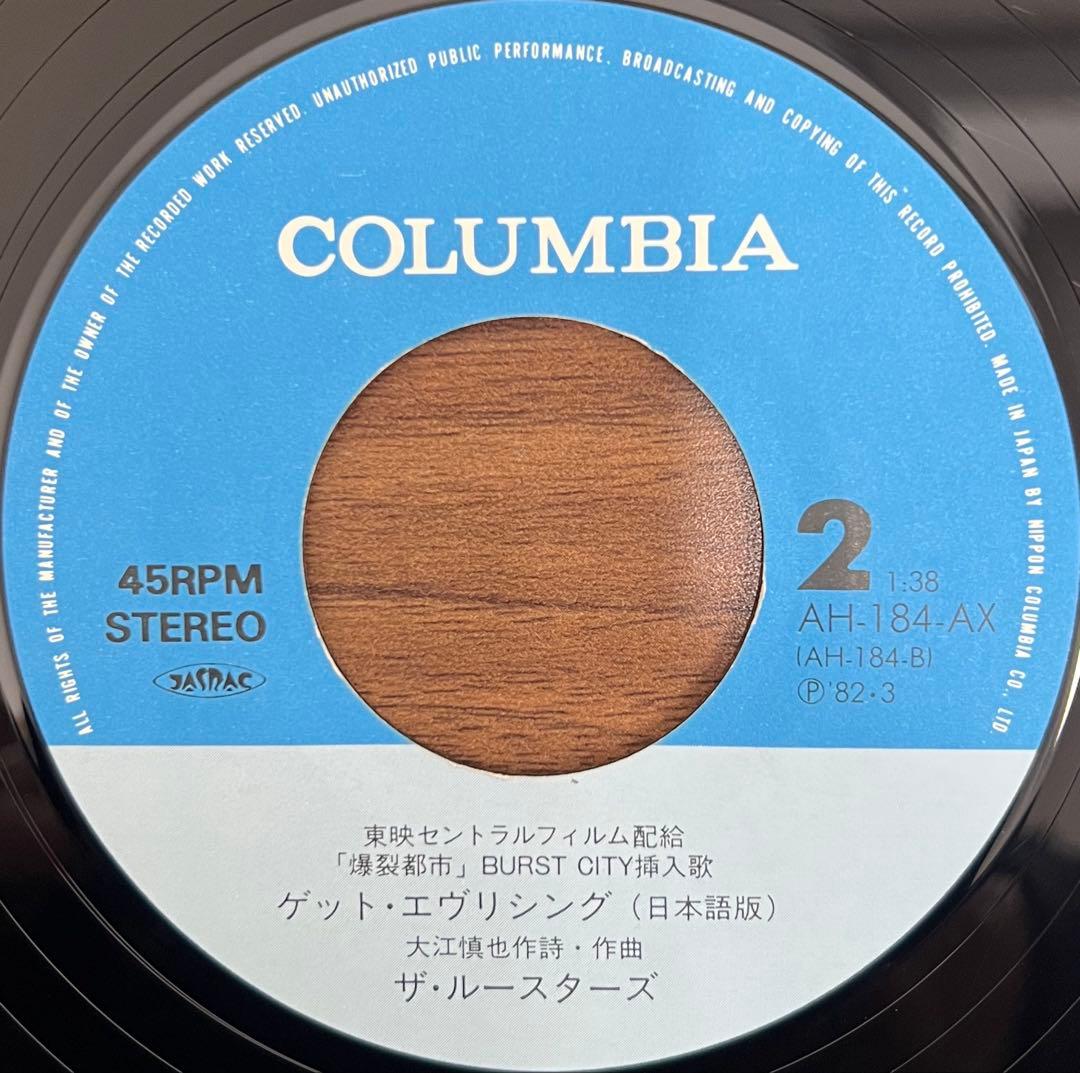 ALL RIGHTS OF THE MANUFACTURER AND OF THE OWNER OF THE RECORDED WORK RESERVED. UNAUTHORIZED PUBLIC PERFORMANCE. BROADCASTING AND COPYING OF THIS RECORD PROHIBITED. MADE IN JAPAN BY NIPPON COLUMBIA CO., LTD.
COLUMBIA
45RPM
STEREO
JASRAC
2 1:38
AH-184-AX
(AH-184-B)
Ⓟ'82・3
東映セントラルフィルム配給
「爆裂都市」BURST CITY挿入歌
ゲット・エヴリシング（日本語版）
大江慎也作詩・作曲
ザ・ルースターズ